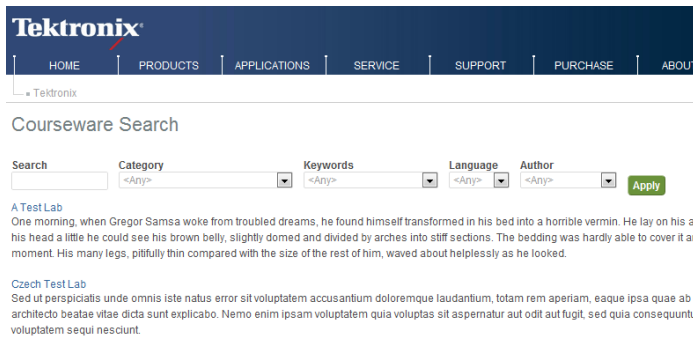 Tektronix
HOME PRODUCTS APPLICATIONS SERVICE SUPPORT PURCHASE ABOUT
Tektronix
Courseware Search
Search Category Keywords Language Author
<Any> <Any> <Any> <Any> Apply
A Test Lab
One morning, when Gregor Samsa woke from troubled dreams, he found himself transformed in his bed into a horrible vermin. He lay on his a
his head a little he could see his brown belly, slightly domed and divided by arches into stiff sections. The bedding was hardly able to cover it a
moment. His many legs, pitifully thin compared with the size of the rest of him, waved about helplessly as he looked.
Czech Test Lab
Sed ut perspiciatis unde omnis iste natus error sit voluptatem accusantium doloremque laudantium, totam rem aperiam, eaque ipsa quae ab
architecto beatae vitae dicta sunt explicabo. Nemo enim ipsam voluptatem quia voluptas sit aspernatur aut odit aut fugit, sed quia consequuntu
voluptatem sequi nesciunt.